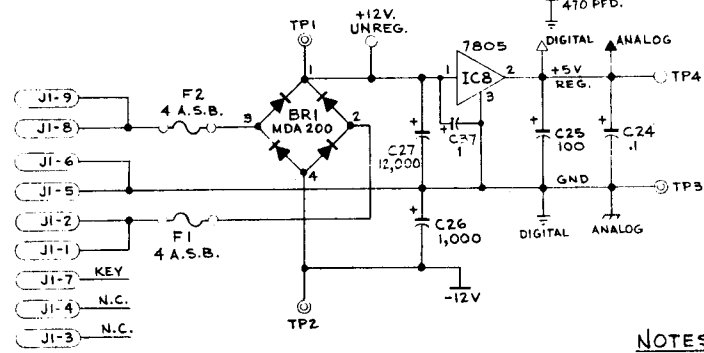 470 PFD.
+12V.
UNREG.
TP1
7805
DIGITAL
ANALOG
1
1
IC8
2
+5V
REG.
TP4
3
J1-9
F2
4 A.S.B.
J1-8
3
BR1
MDA 200
2
+
C37
1
+
C27
12,000
+
C25
100
+
C24
.1
J1-6
4
J1-5
GND
TP3
J1-2
F1
4 A.S.B.
+
C26
1,000
DIGITAL
ANALOG
J1-1
J1-7
KEY
-12V
J1-4
N.C.
TP2
J1-3
N.C.
NOTES